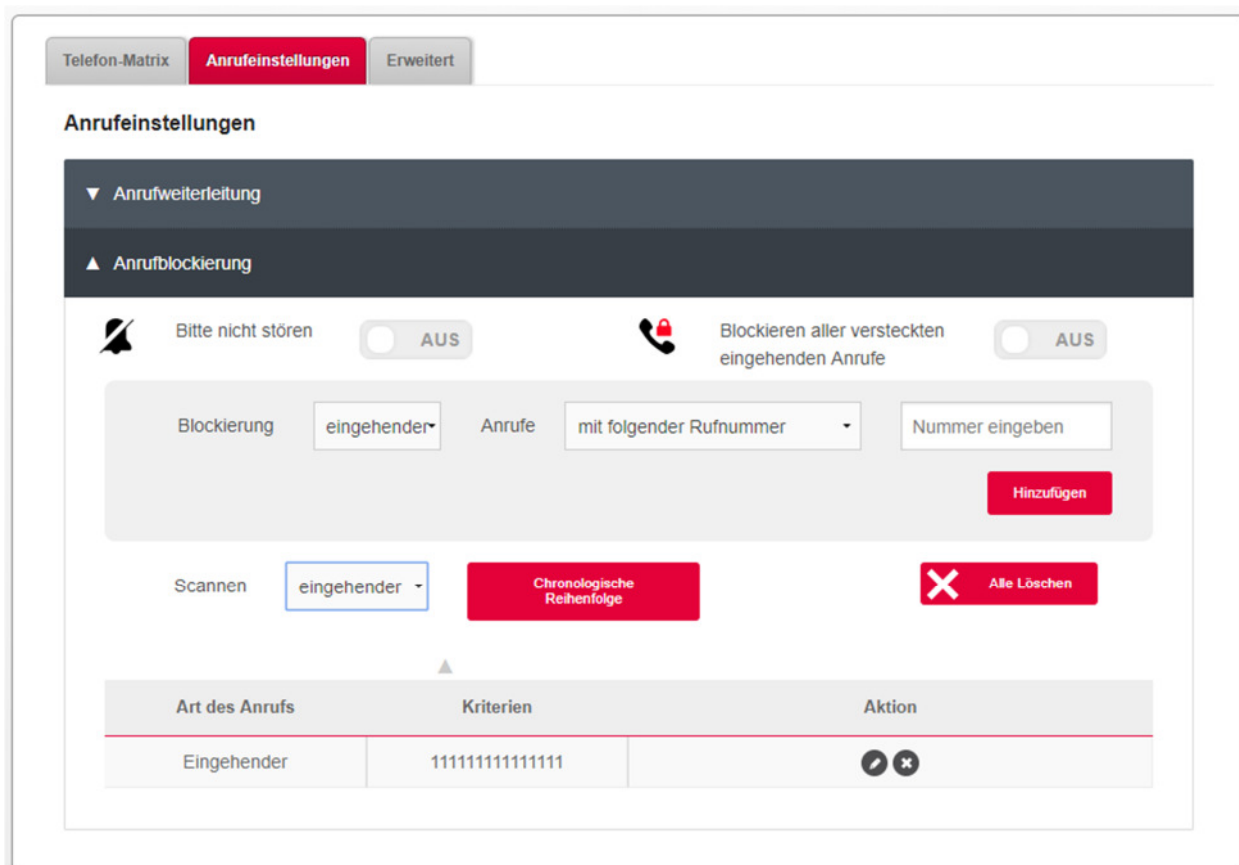 Telefon-Matrix Anrufeinstellungen Erweitert
Anrufeinstellungen
▼ Anrufweiterleitung
▲ Anrufblockierung
Bitte nicht stören AUS Blockieren aller versteckten eingehenden Anrufe AUS
Blockierung eingehender Anrufe mit folgender Rufnummer Nummer eingeben
Hinzufügen
Scannen eingehender Chronologische Reihenfolge Alle Löschen
Art des Anrufs Kriterien Aktion
Eingehender 111111111111111